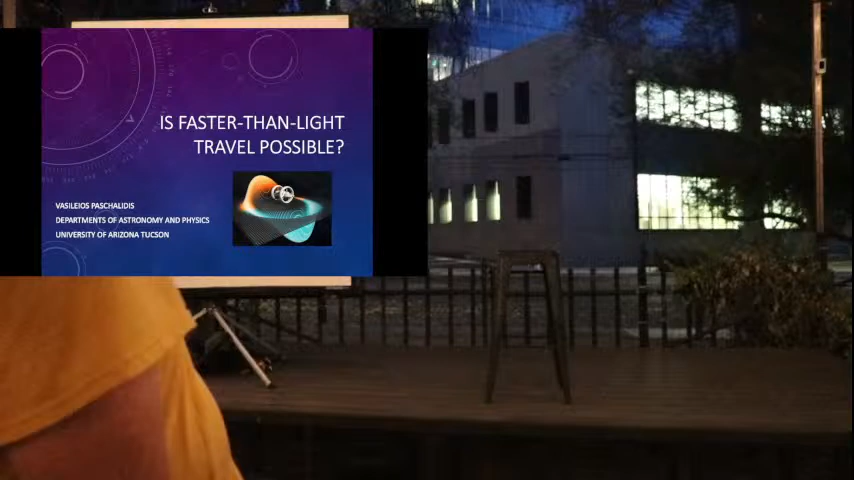 IS FASTER-THAN-LIGHT
TRAVEL POSSIBLE?
VASILEIOS PASCHALIDIS
DEPARTMENTS OF ASTRONOMY AND PHYSICS
UNIVERSITY OF ARIZONA TUCSON